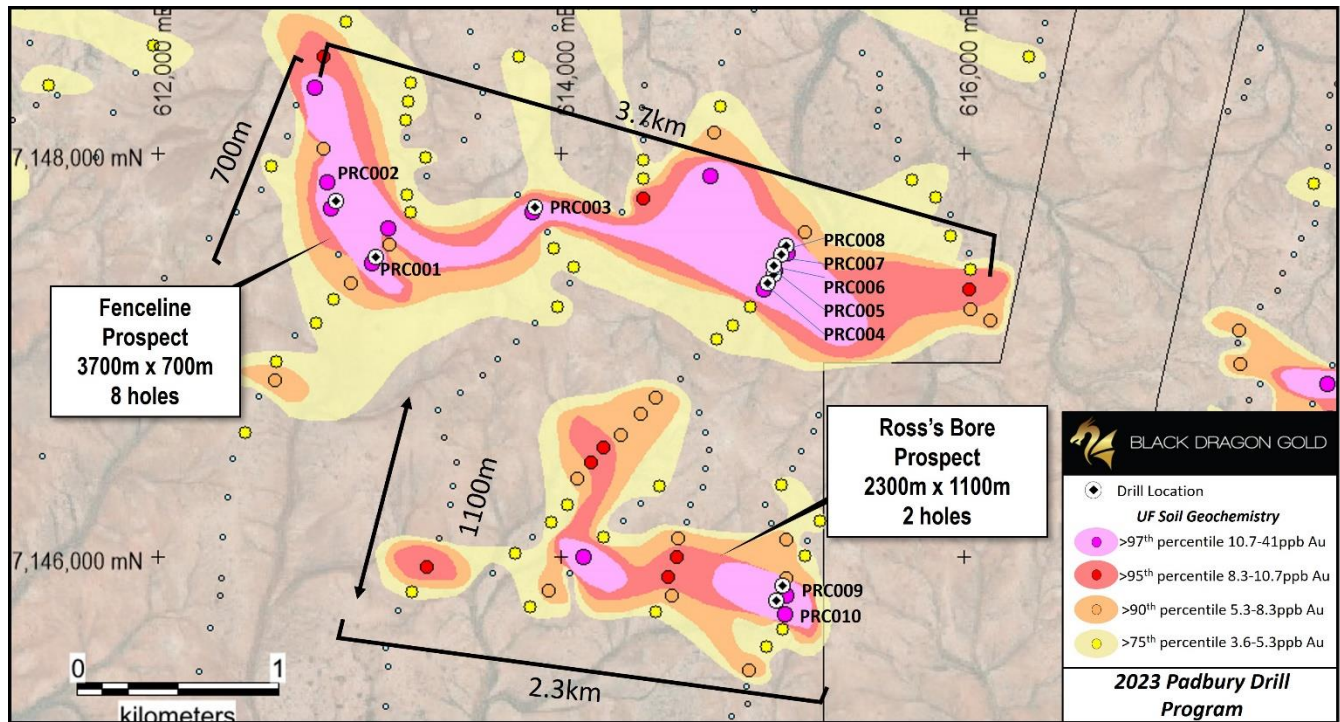 612,000 mE
614,000 mE
616,000 mE
3.7km
700m
7,148,000 mN
PRC002
PRC003
PRC001
PRC008
PRC007
PRC006
PRC005
PRC004
Fenceline
Prospect
3700m x 700m
8 holes
Ross's Bore
Prospect
2300m x 1100m
2 holes
1100m
7,146,000 mN
PRC009
PRC010
2.3km
0 1
kilometers
BLACK DRAGON GOLD
Drill Location
UF Soil Geochemistry
>97th percentile 10.7-41ppb Au
>95th percentile 8.3-10.7ppb Au
>90th percentile 5.3-8.3ppb Au
>75th percentile 3.6-5.3ppb Au
2023 Padbury Drill
Program